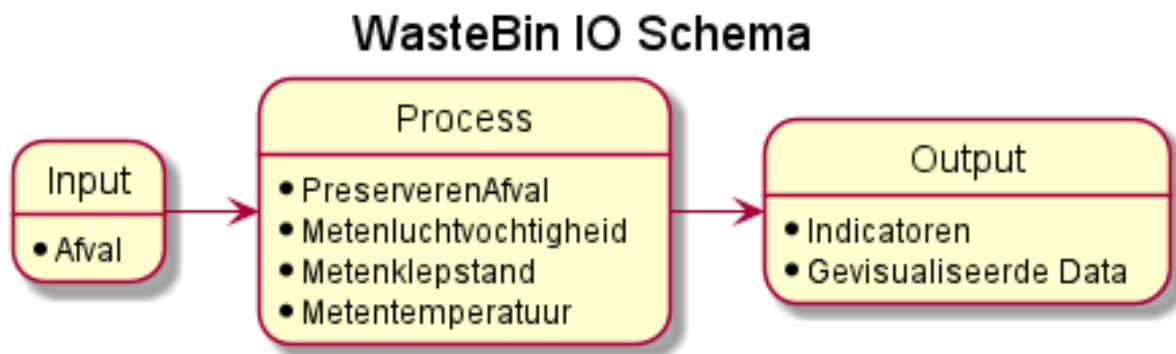 WasteBin IO Schema
Input
• Afval
Process
• PreserverenAfval
• Metenluchtvochtigheid
• Metenklepstand
• Metentemperatuur
Output
• Indicatoren
• Gevisualiseerde Data